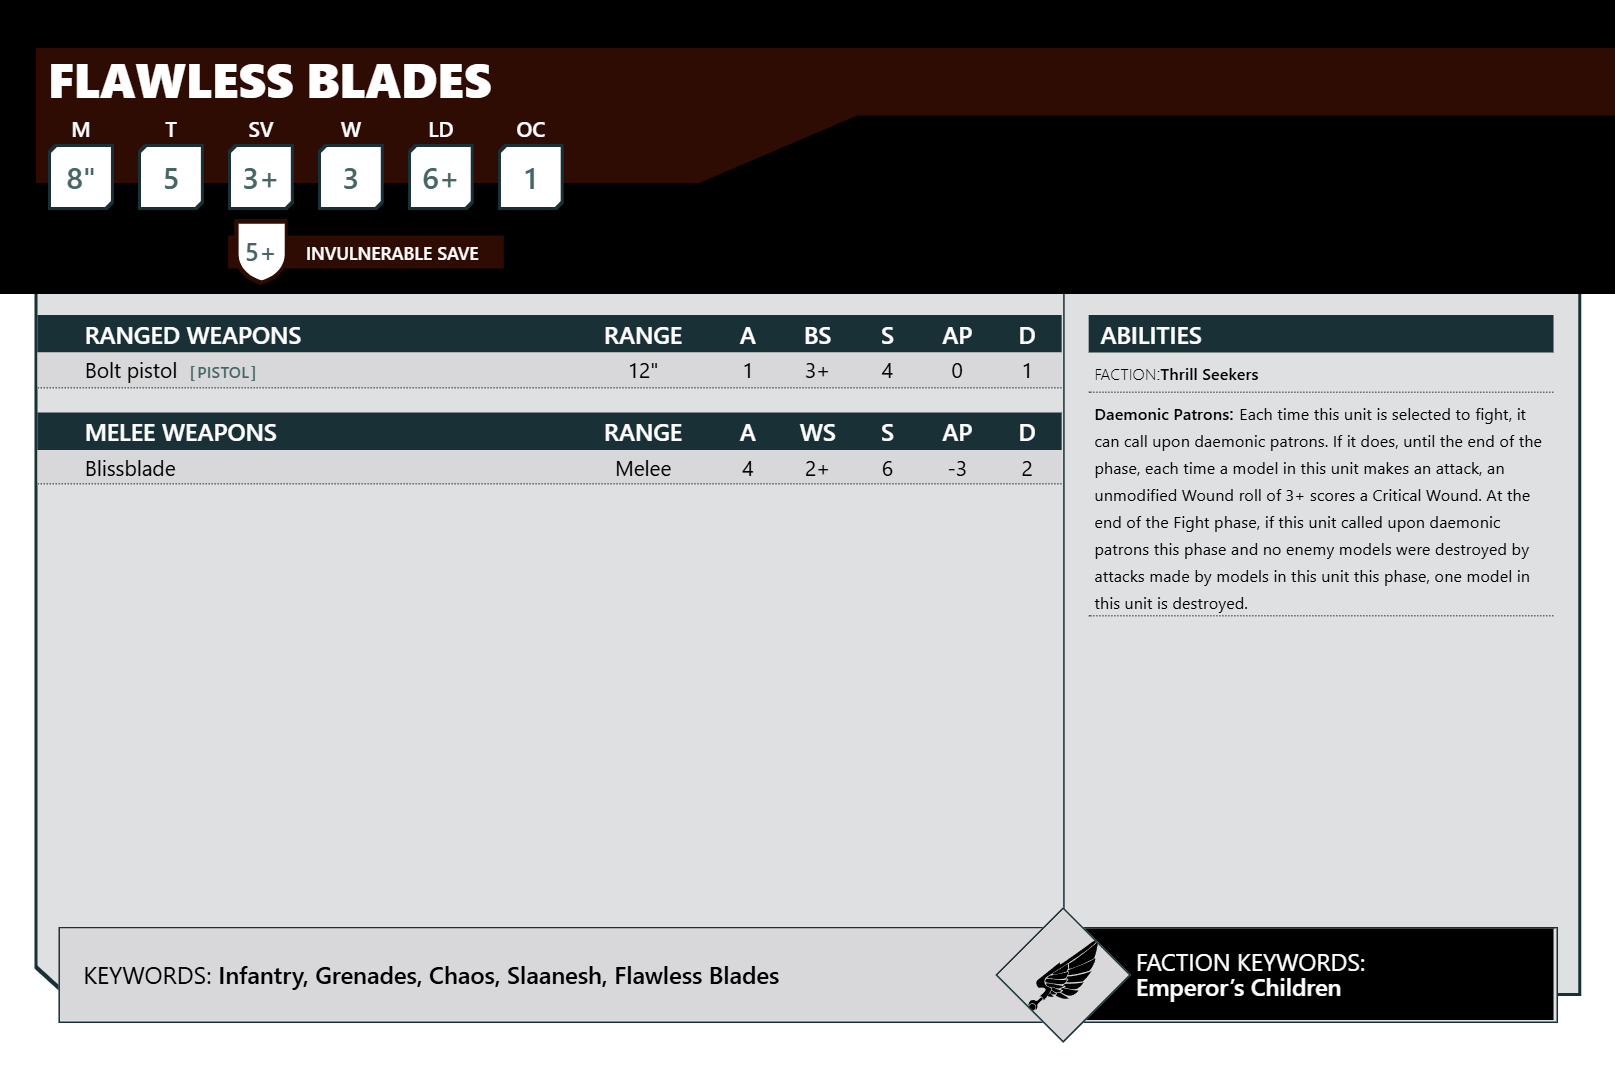 FLAWLESS BLADES
M T SV W LD OC
8" 5 3+ 3 6+ 1
5+ INVULNERABLE SAVE
RANGED WEAPONS RANGE A BS S AP D
Bolt pistol [PISTOL] 12" 1 3+ 4 0 1
MELEE WEAPONS RANGE A WS S AP D
Blissblade Melee 4 2+ 6 -3 2
ABILITIES
FACTION:Thrill Seekers
Daemonic Patrons: Each time this unit is selected to fight, it
can call upon daemonic patrons. If it does, until the end of the
phase, each time a model in this unit makes an attack, an
unmodified Wound roll of 3+ scores a Critical Wound. At the
end of the Fight phase, if this unit called upon daemonic
patrons this phase and no enemy models were destroyed by
attacks made by models in this unit this phase, one model in
this unit is destroyed.
KEYWORDS: Infantry, Grenades, Chaos, Slaanesh, Flawless Blades
FACTION KEYWORDS:
Emperor’s Children